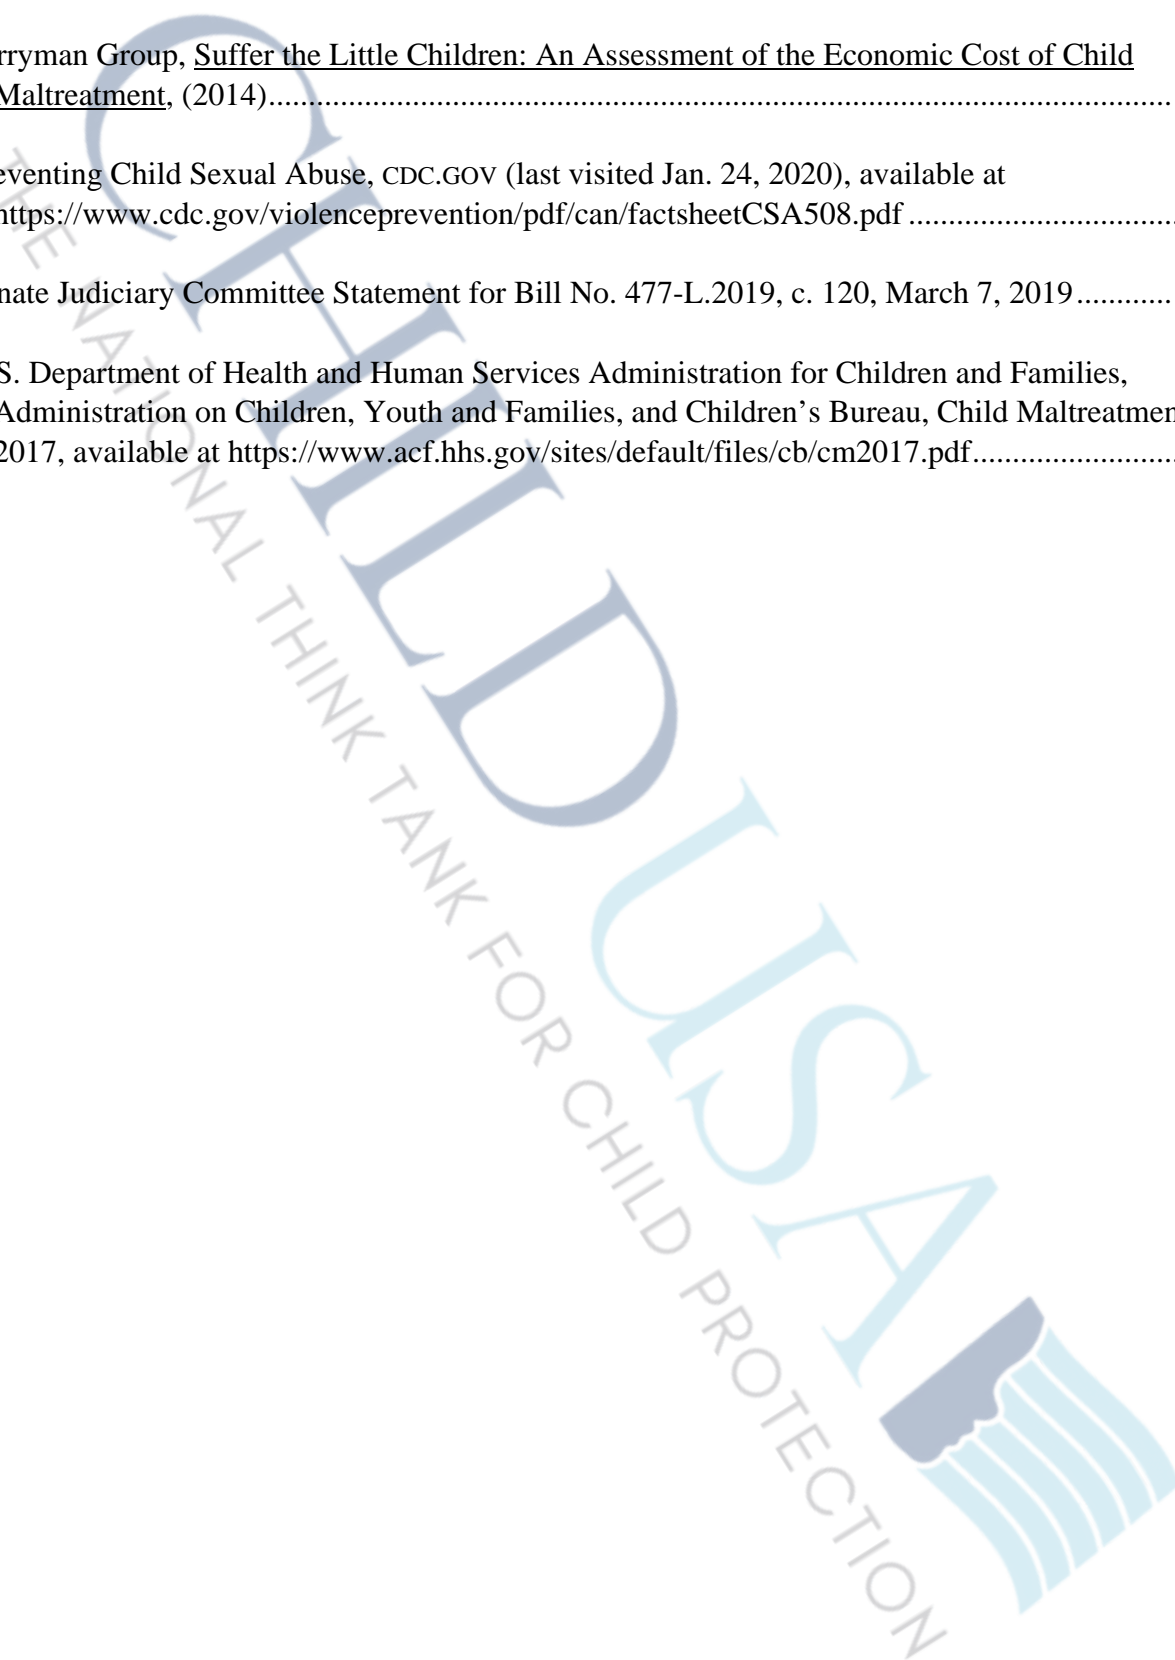 rryman Group, Suffer the Little Children: An Assessment of the Economic Cost of Child
Maltreatment, (2014)..................................................................................................................
eventing Child Sexual Abuse, CDC.GOV (last visited Jan. 24, 2020), available at
https://www.cdc.gov/violenceprevention/pdf/can/factsheetCSA508.pdf ..................................
nate Judiciary Committee Statement for Bill No. 477-L.2019, c. 120, March 7, 2019............
S. Department of Health and Human Services Administration for Children and Families,
Administration on Children, Youth and Families, and Children’s Bureau, Child Maltreatmen
2017, available at https://www.acf.hhs.gov/sites/default/files/cb/cm2017.pdf..........................
CHILD USA
THE NATIONAL THINK TANK FOR CHILD PROTECTION